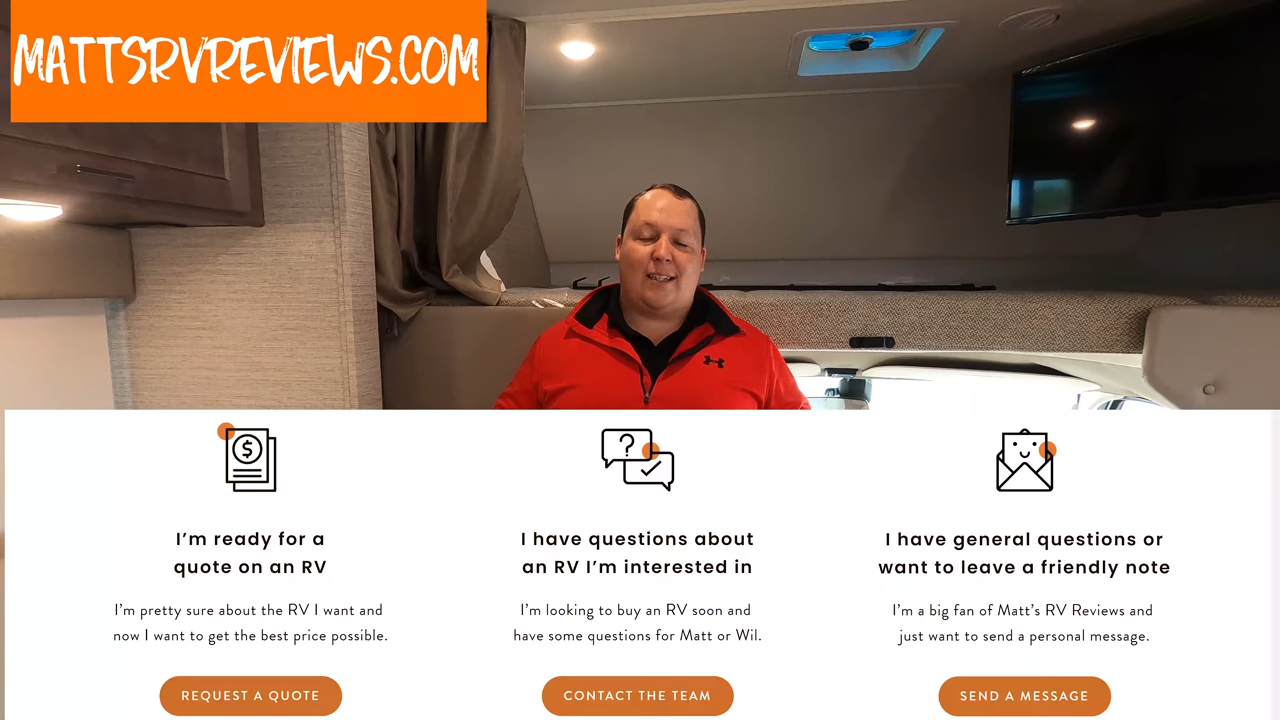 MATTSRVREVIEWS.COM
I'm ready for a
quote on an RV
I'm pretty sure about the RV I want and
now I want to get the best price possible.
REQUEST A QUOTE
I have questions about
an RV I'm interested in
I'm looking to buy an RV soon and
have some questions for Matt or Wil.
CONTACT THE TEAM
I have general questions or
want to leave a friendly note
I'm a big fan of Matt's RV Reviews and
just want to send a personal message.
SEND A MESSAGE